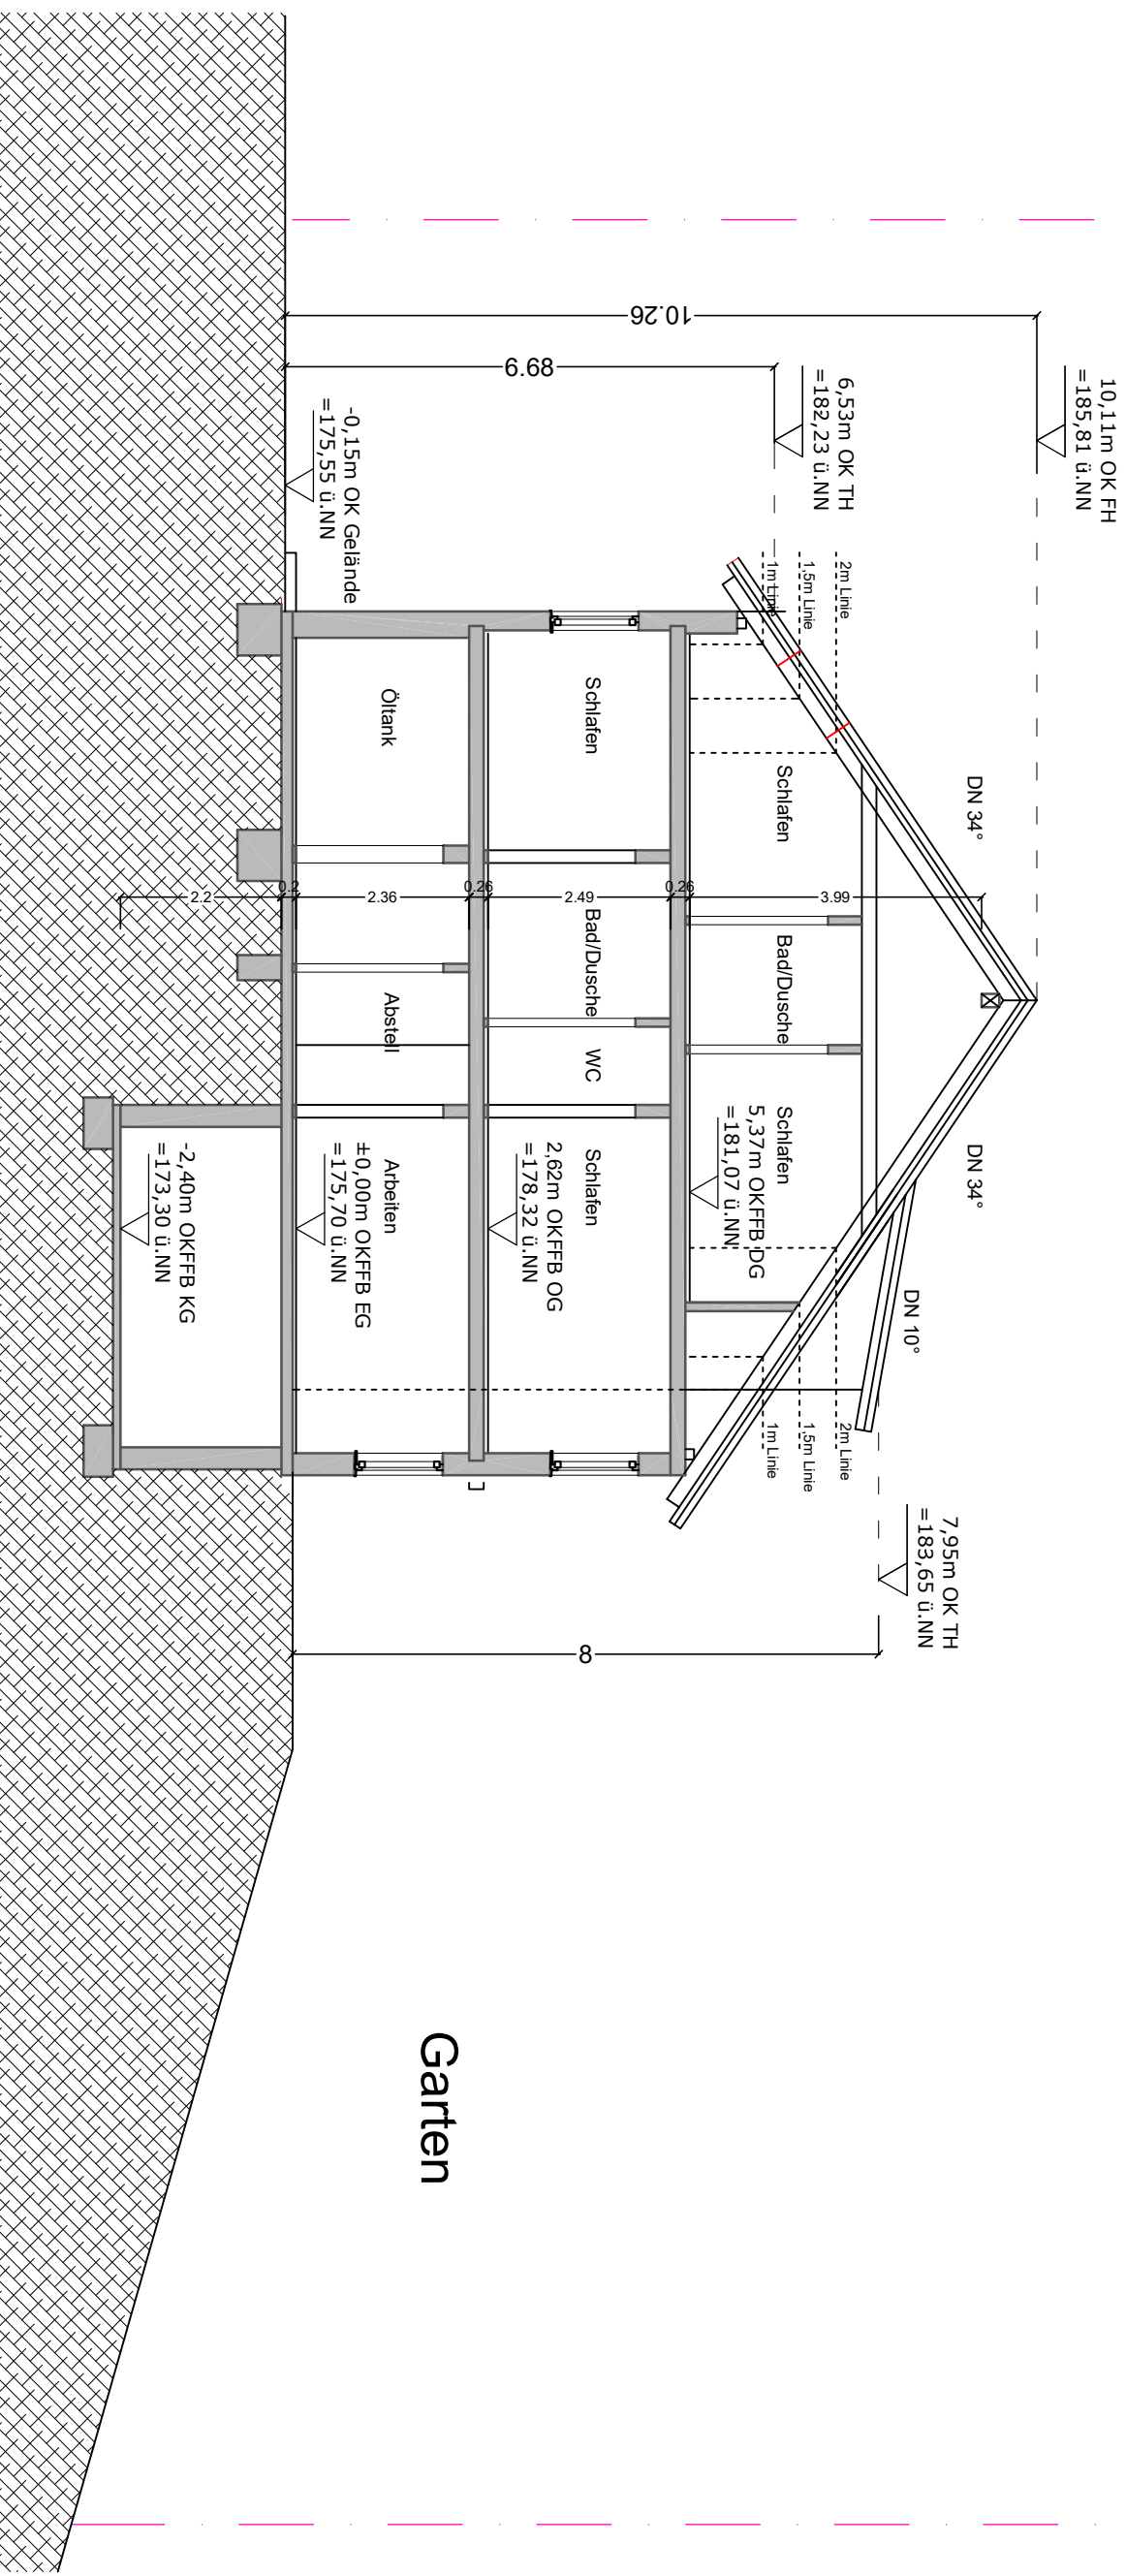 10,11m OK FH
=185,81 ü.NN
DN 34°
DN 34°
7,95m OK TH
=183,65 ü.NN
DN 10°
6,53m OK TH
=182,23 ü.NN
2m Linie
1,5m Linie
1m Linie
2m Linie
1,5m Linie
1m Linie
10.26
6.68
8
3.99
Schlafen
Bad/Dusche
Schlafen
5,37m OKFFB DG
=181,07 ü.NN
0.26
Schlafen
2.49
Bad/Dusche
WC
Schlafen
2,62m OKFFB OG
=178,32 ü.NN
0.26
Garten
Öltank
2.36
Abstell
Arbeiten
±0,00m OKFFB EG
=175,70 ü.NN
-0,15m OK Gelände
=175,55 ü.NN
0.2
2.2
-2,40m OKFFB KG
=173,30 ü.NN